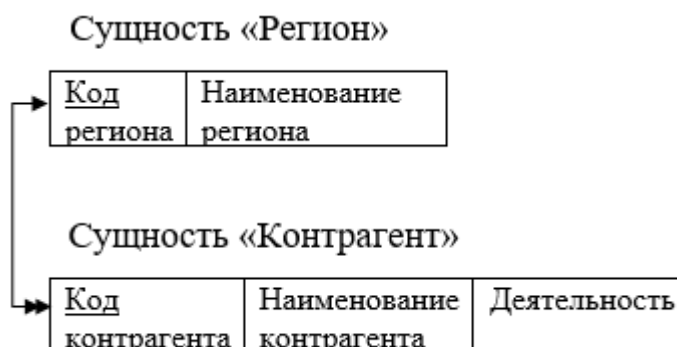 Сущность «Регион»
Код Наименование
региона региона
Сущность «Контрагент»
Код Наименование Деятельность
контрагента контрагента